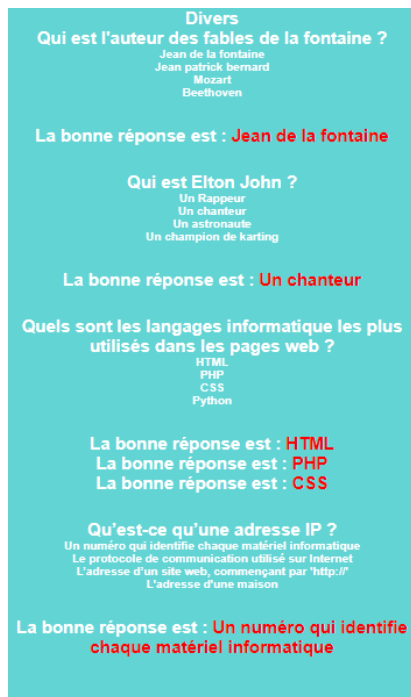 Divers
Qui est l'auteur des fables de la fontaine ?
Jean de la fontaine
Jean patrick bernard
Mozart
Beethoven
La bonne réponse est : Jean de la fontaine
Qui est Elton John ?
Un Rappeur
Un chanteur
Un astronaute
Un champion de karting
La bonne réponse est : Un chanteur
Quels sont les langages informatique les plus
utilisés dans les pages web ?
HTML
PHP
CSS
Python
La bonne réponse est : HTML
La bonne réponse est : PHP
La bonne réponse est : CSS
Qu’est-ce qu’une adresse IP ?
Un numéro qui identifie chaque matériel informatique
Le protocole de communication utilisé sur Internet
L’adresse d’un site web, commençant par 'http://'
L'adresse d'une maison
La bonne réponse est : Un numéro qui identifie
chaque matériel informatique